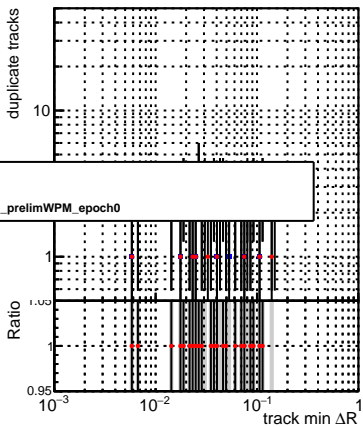 duplicate tracks
10
_prelimWPM_epoch0
1
Ratio
1.05
1
0.95
10−3 10−2 10−1 1
track min ΔR